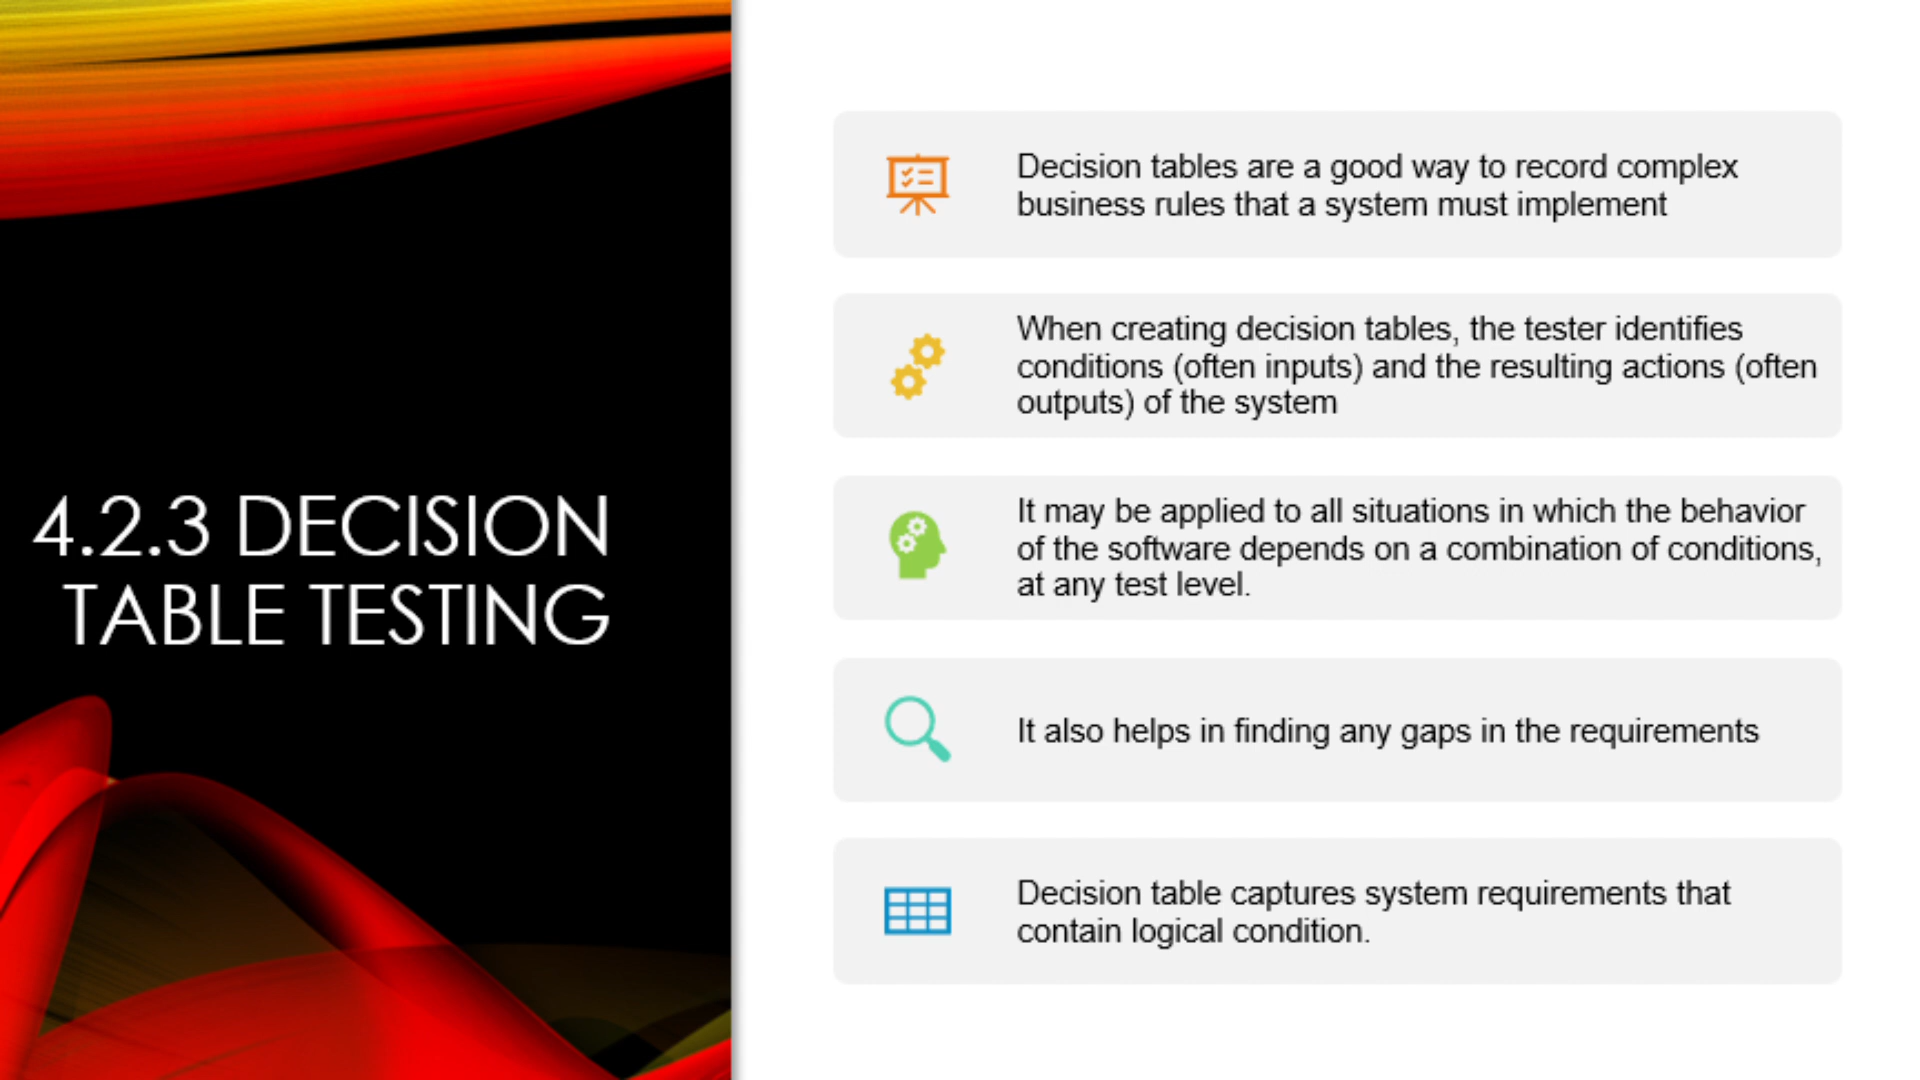 4.2.3 DECISION
TABLE TESTING
Decision tables are a good way to record complex
business rules that a system must implement
When creating decision tables, the tester identifies
conditions (often inputs) and the resulting actions (often
outputs) of the system
It may be applied to all situations in which the behavior
of the software depends on a combination of conditions,
at any test level.
It also helps in finding any gaps in the requirements
Decision table captures system requirements that
contain logical condition.